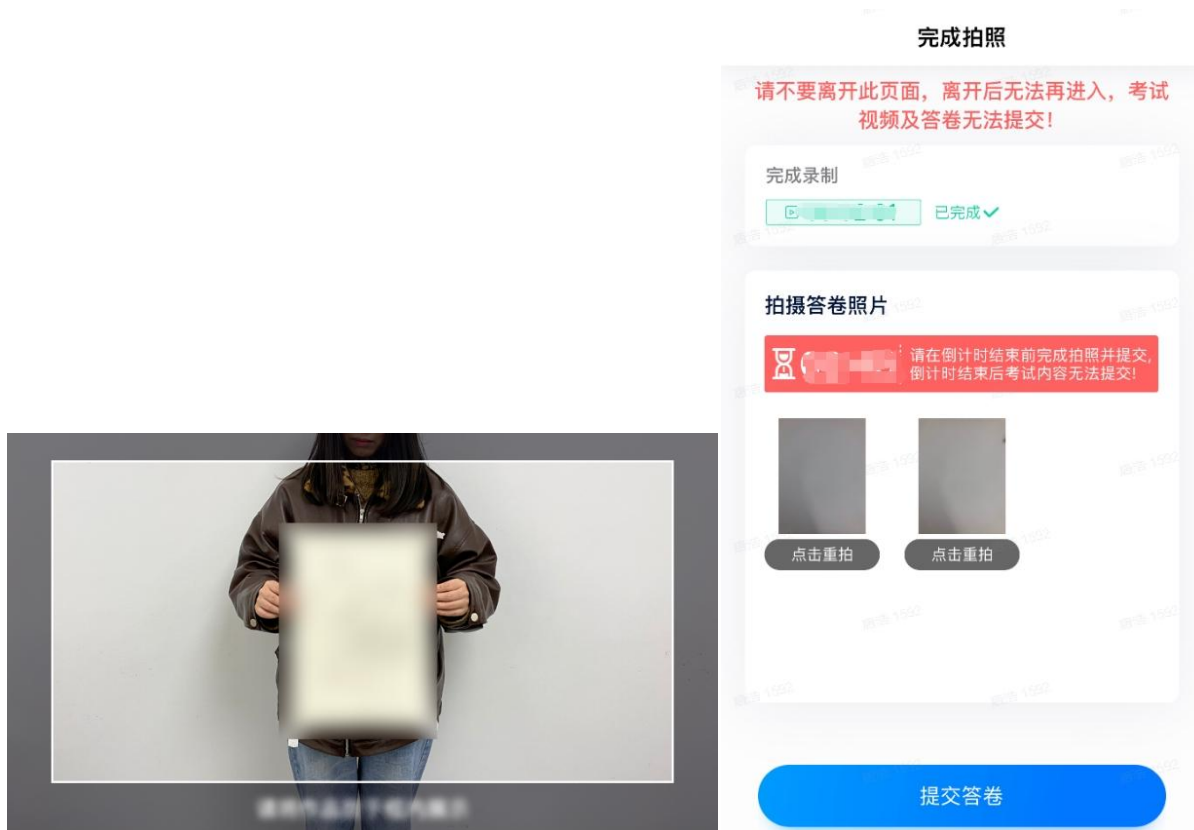 完成拍照
请不要离开此页面，离开后无法再进入，考试
视频及答卷无法提交！
完成录制
已完成
拍摄答卷照片
请在倒计时结束前完成拍照并提交,
倒计时结束后考试内容无法提交!
点击重拍
点击重拍
提交答卷